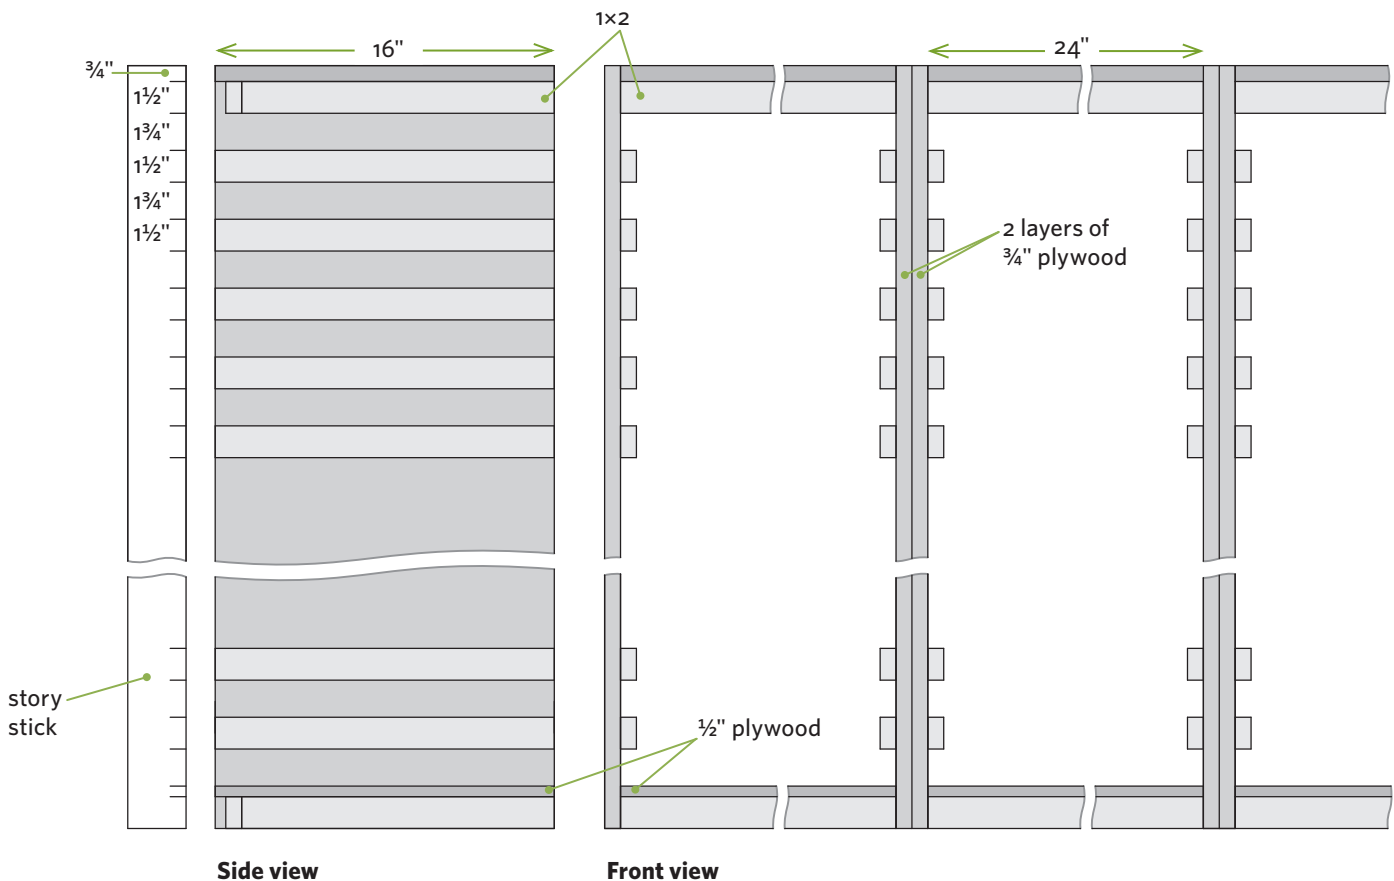 1×2
16"
24"
¾"
1½"
1¾"
1½"
1¾"
1½"
2 layers of
¾" plywood
story
stick
½" plywood
Side view
Front view